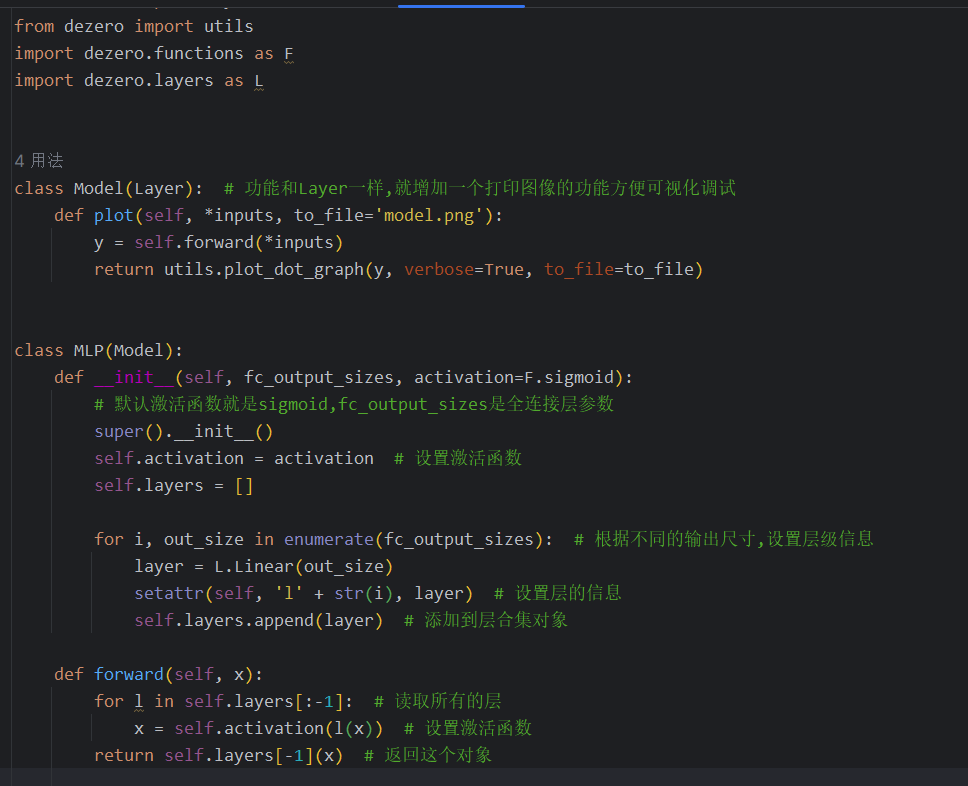 from dezero import utils
import dezero.functions as F
import dezero.layers as L
4 用法
class Model(Layer):  # 功能和Layer一样,就增加一个打印图像的功能方便可视化调试
    def plot(self, *inputs, to_file='model.png'):
        y = self.forward(*inputs)
        return utils.plot_dot_graph(y, verbose=True, to_file=to_file)
class MLP(Model):
    def __init__(self, fc_output_sizes, activation=F.sigmoid):
        # 默认激活函数就是sigmoid,fc_output_sizes是全连接层参数
        super().__init__()
        self.activation = activation  # 设置激活函数
        self.layers = []
        for i, out_size in enumerate(fc_output_sizes):  # 根据不同的输出尺寸,设置层级信息
            layer = L.Linear(out_size)
            setattr(self, 'l' + str(i), layer)  # 设置层的信息
            self.layers.append(layer)  # 添加到层合集对象
    def forward(self, x):
        for l in self.layers[:-1]:  # 读取所有的层
            x = self.activation(l(x))  # 设置激活函数
        return self.layers[-1](x)  # 返回这个对象